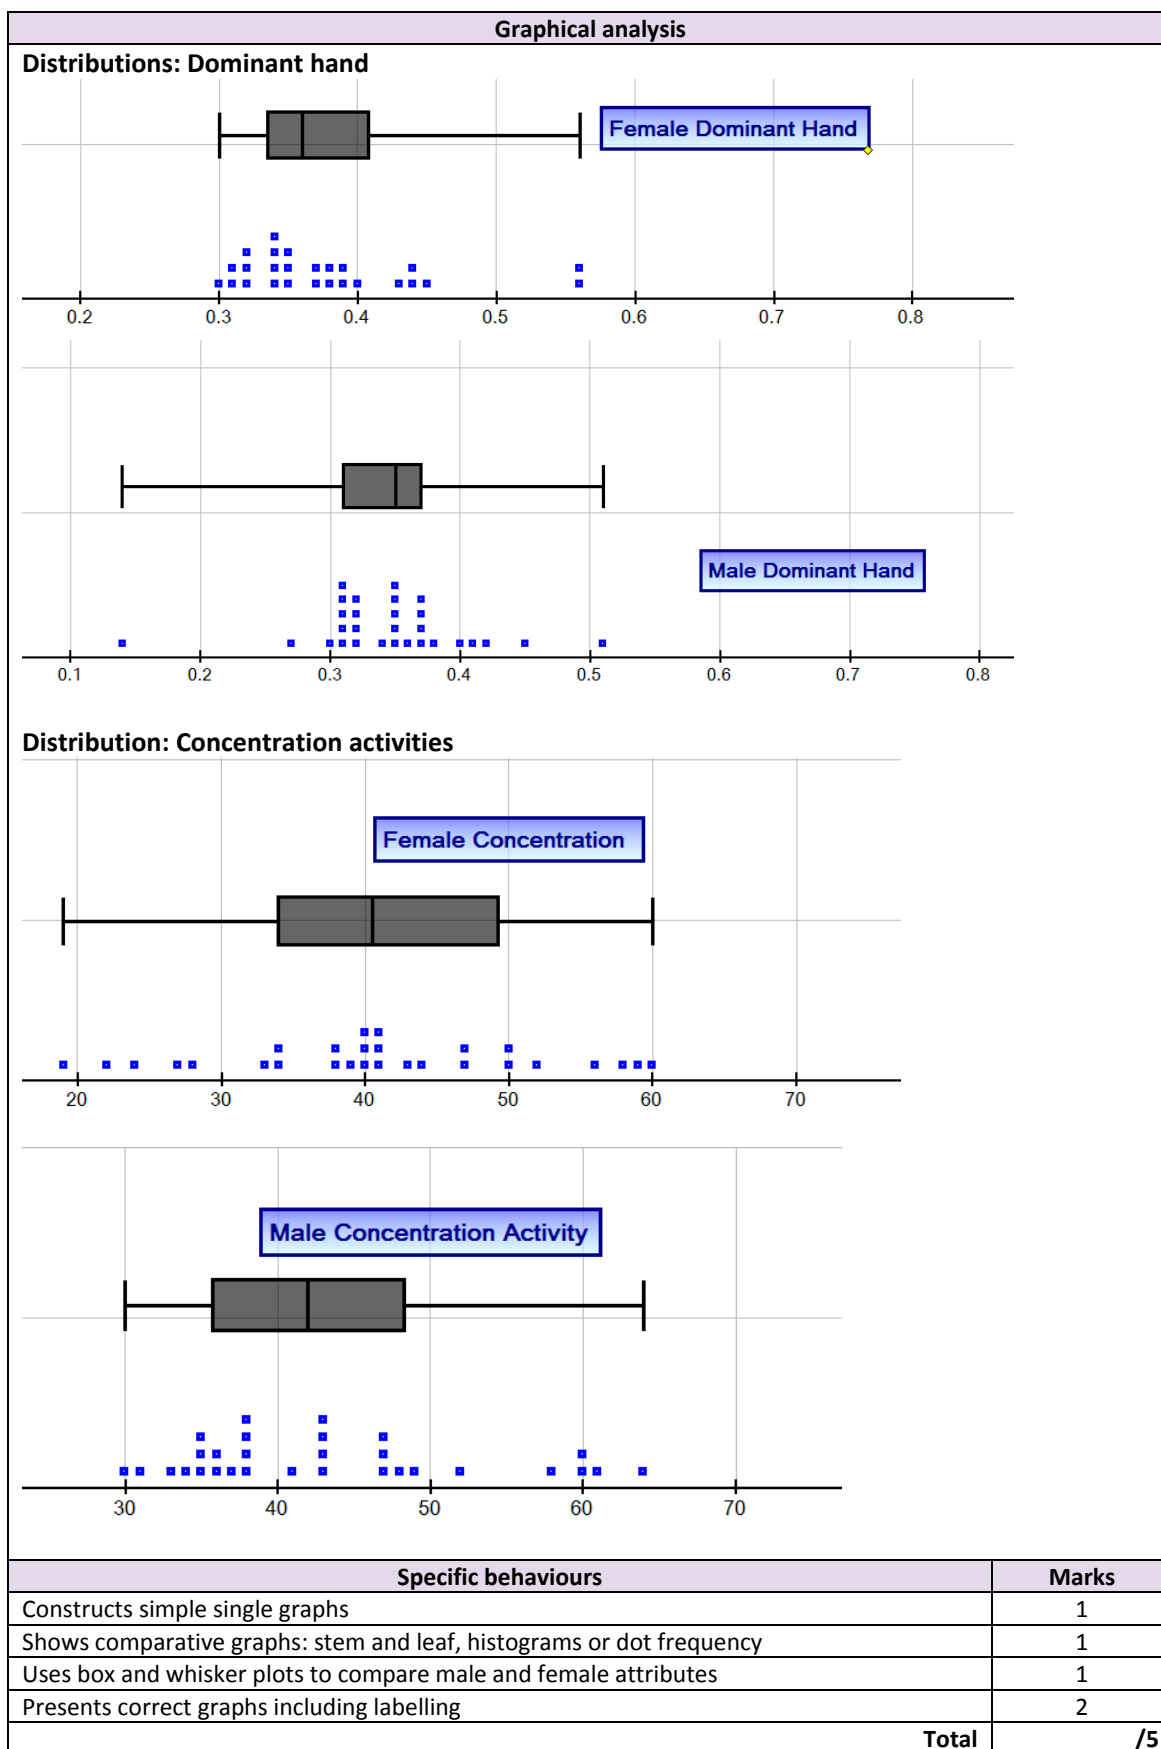 Graphical analysis
Distributions: Dominant hand
Female Dominant Hand
0.2 0.3 0.4 0.5 0.6 0.7 0.8
Male Dominant Hand
0.1 0.2 0.3 0.4 0.5 0.6 0.7 0.8
Distribution: Concentration activities
Female Concentration
20 30 40 50 60 70
Male Concentration Activity
30 40 50 60 70
Specific behaviours Marks
Constructs simple single graphs 1
Shows comparative graphs: stem and leaf, histograms or dot frequency 1
Uses box and whisker plots to compare male and female attributes 1
Presents correct graphs including labelling 2
Total /5